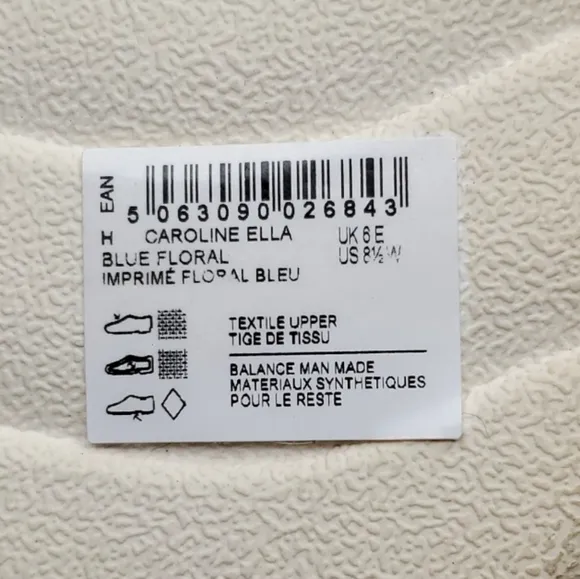 EAN
5 063090 026843
H CAROLINE ELLA
UK 6 E
BLUE FLORAL
US 8½ W
IMPRIMÉ FLORAL BLEU
TEXTILE UPPER
TIGE DE TISSU
BALANCE MAN MADE
MATERIAUX SYNTHETIQUES
POUR LE RESTE